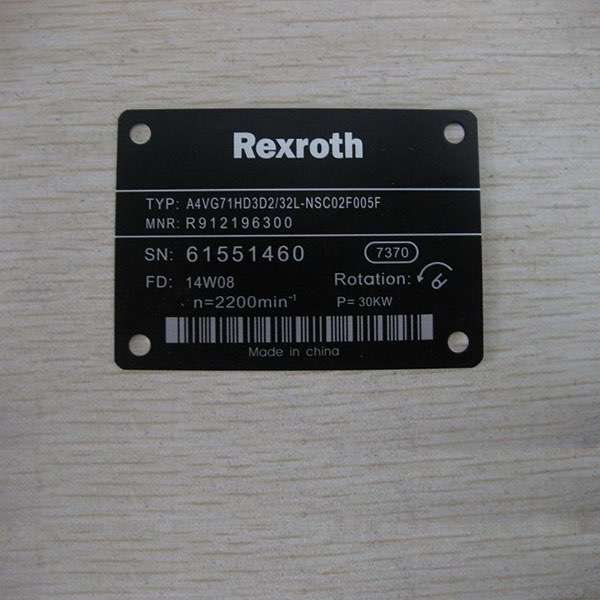 Rexroth
TYP: A4VG71HD3D2/32L-NSC02F005F
MNR: R912196300
SN: 61551460 7370
FD: 14W08 Rotation:
n=2200min⁻¹ P= 30KW
Made in china